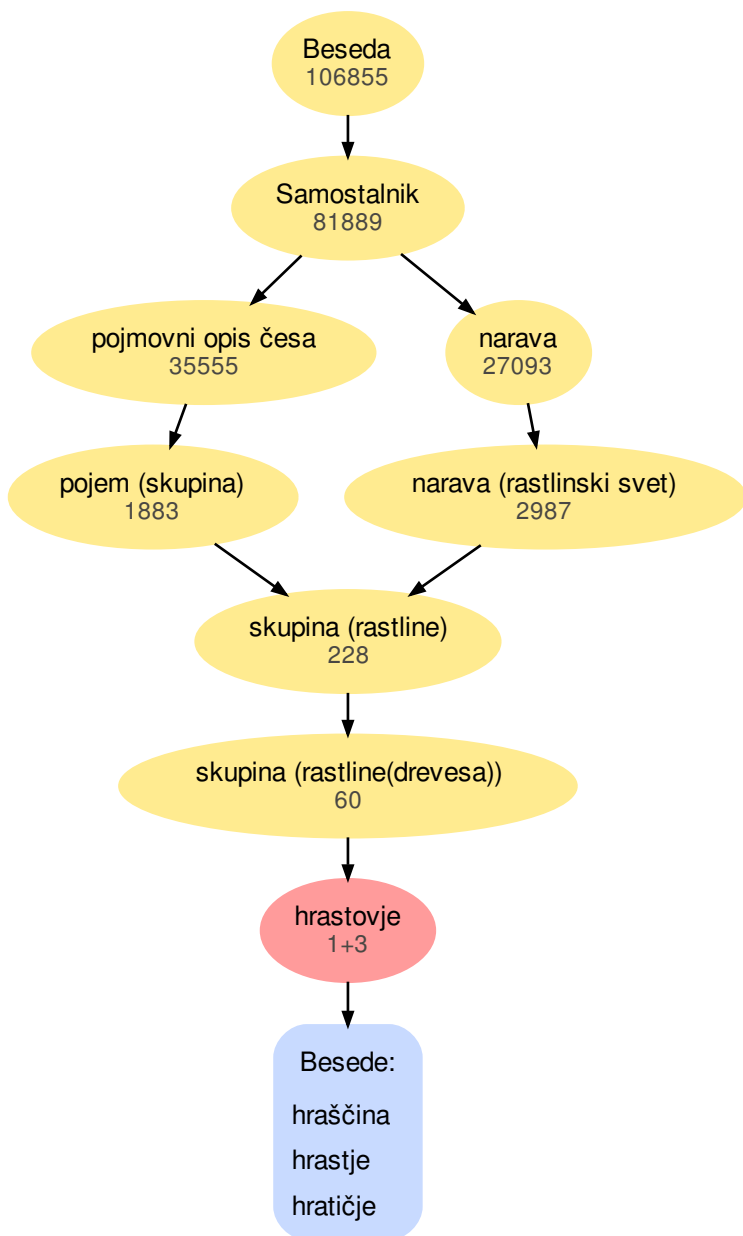 Beseda
106855
Samostalnik
81889
pojmovni opis česa
35555
narava
27093
pojem (skupina)
1883
narava (rastlinski svet)
2987
skupina (rastline)
228
skupina (rastline(drevesa))
60
hrastovje
1+3
Besede:
hraščina
hrastje
hratičje